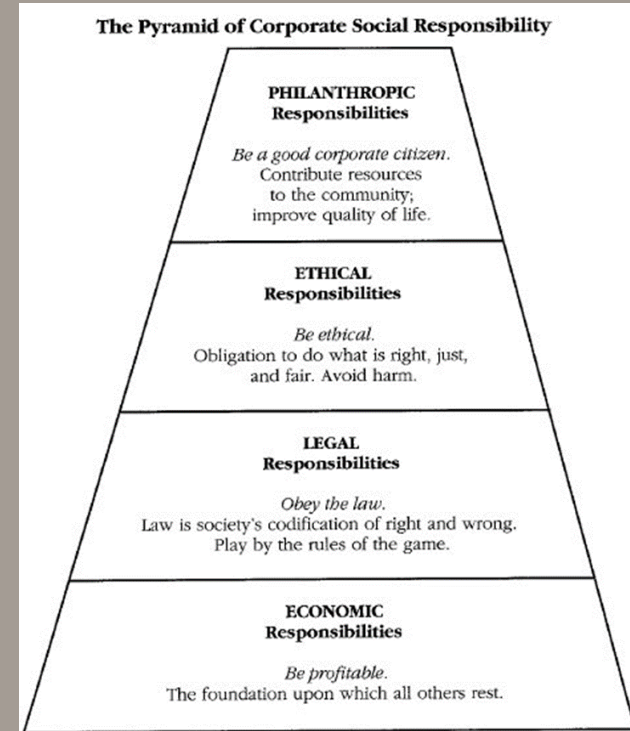 The Pyramid of Corporate Social Responsibility
PHILANTHROPIC
Responsibilities
Be a good corporate citizen.
Contribute resources
to the community;
improve quality of life.
ETHICAL
Responsibilities
Be ethical.
Obligation to do what is right, just,
and fair. Avoid harm.
LEGAL
Responsibilities
Obey the law.
Law is society's codification of right and wrong.
Play by the rules of the game.
ECONOMIC
Responsibilities
Be profitable.
The foundation upon which all others rest.